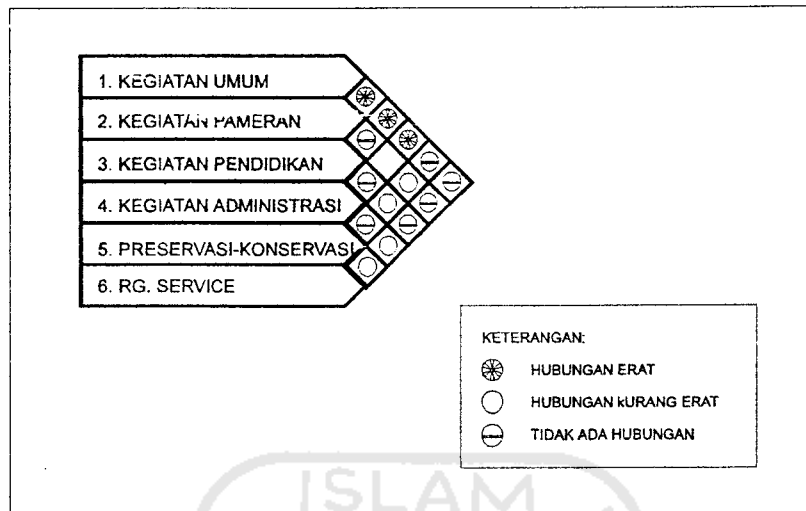 1. KEGIATAN UMUM
2. KEGIATAN PAMERAN
3. KEGIATAN PENDIDIKAN
4. KEGIATAN ADMINISTRASI
5. PRESERVASI-KONSERVASI
6. RG. SERVICE
KETERANGAN:
HUBUNGAN ERAT
HUBUNGAN KURANG ERAT
TIDAK ADA HUBUNGAN
ISLAM